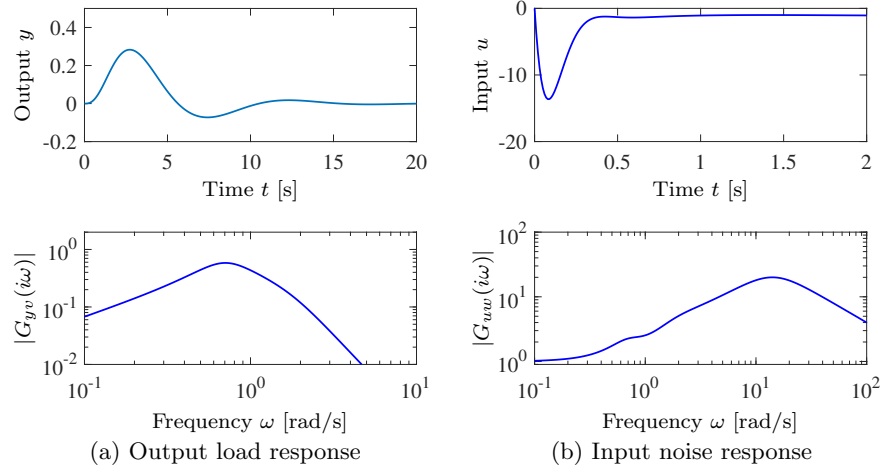 0.4
0.2
0
-0.2
Output y
0 5 10 15 20
Time t [s]
0
-10
-20
Input u
0 0.5 1 1.5 2
Time t [s]
10^0
10^-1
10^-2
|G_yv(iω)|
10^-1 10^0 10^1
Frequency ω [rad/s]
(a) Output load response
10^2
10^1
10^0
|G_uw(iω)|
10^-1 10^0 10^1 10^2
Frequency ω [rad/s]
(b) Input noise response